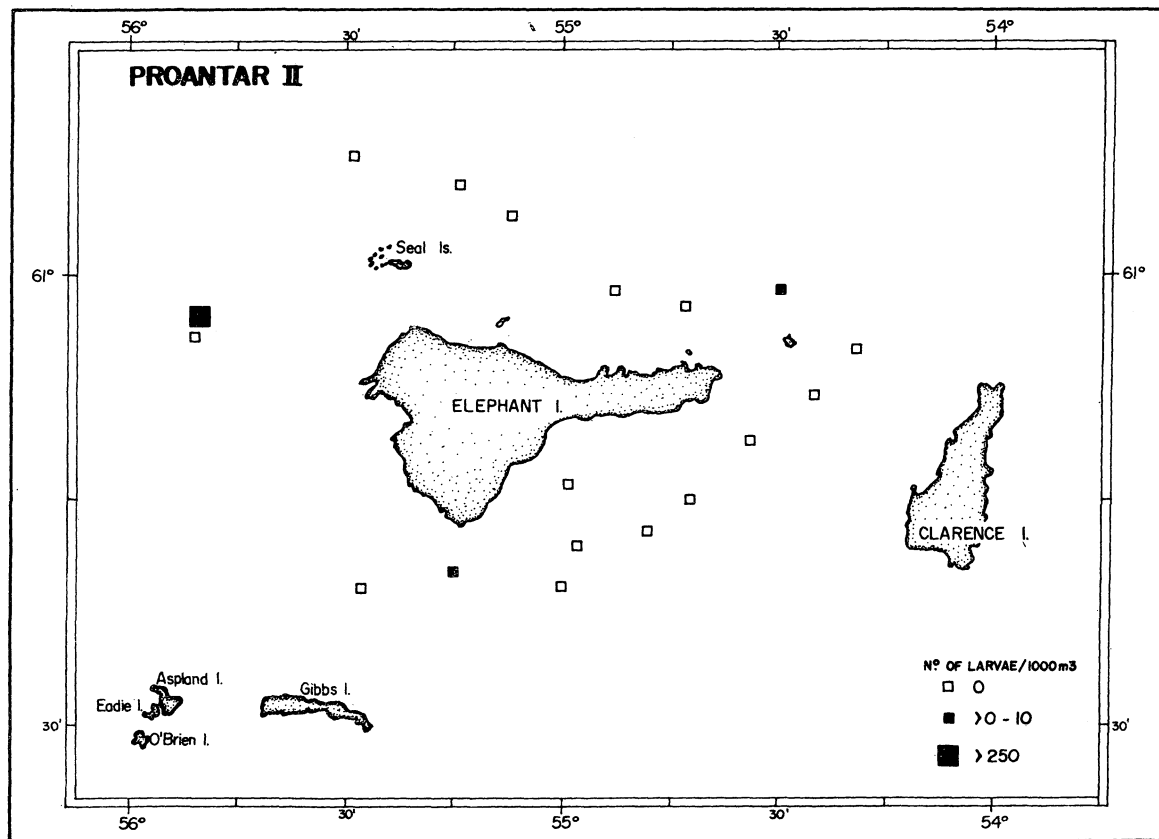 56° 30' 55° 30' 54°
PROANTAR II
Seal Is.
61° 61°
ELEPHANT I.
CLARENCE I.
Nº OF LARVAE/1000m3
0
>0-10
>250
Aspland I.
Eadie I.
Gibbs I.
O'Brien I.
30' 30'
56° 30' 55° 30' 54°